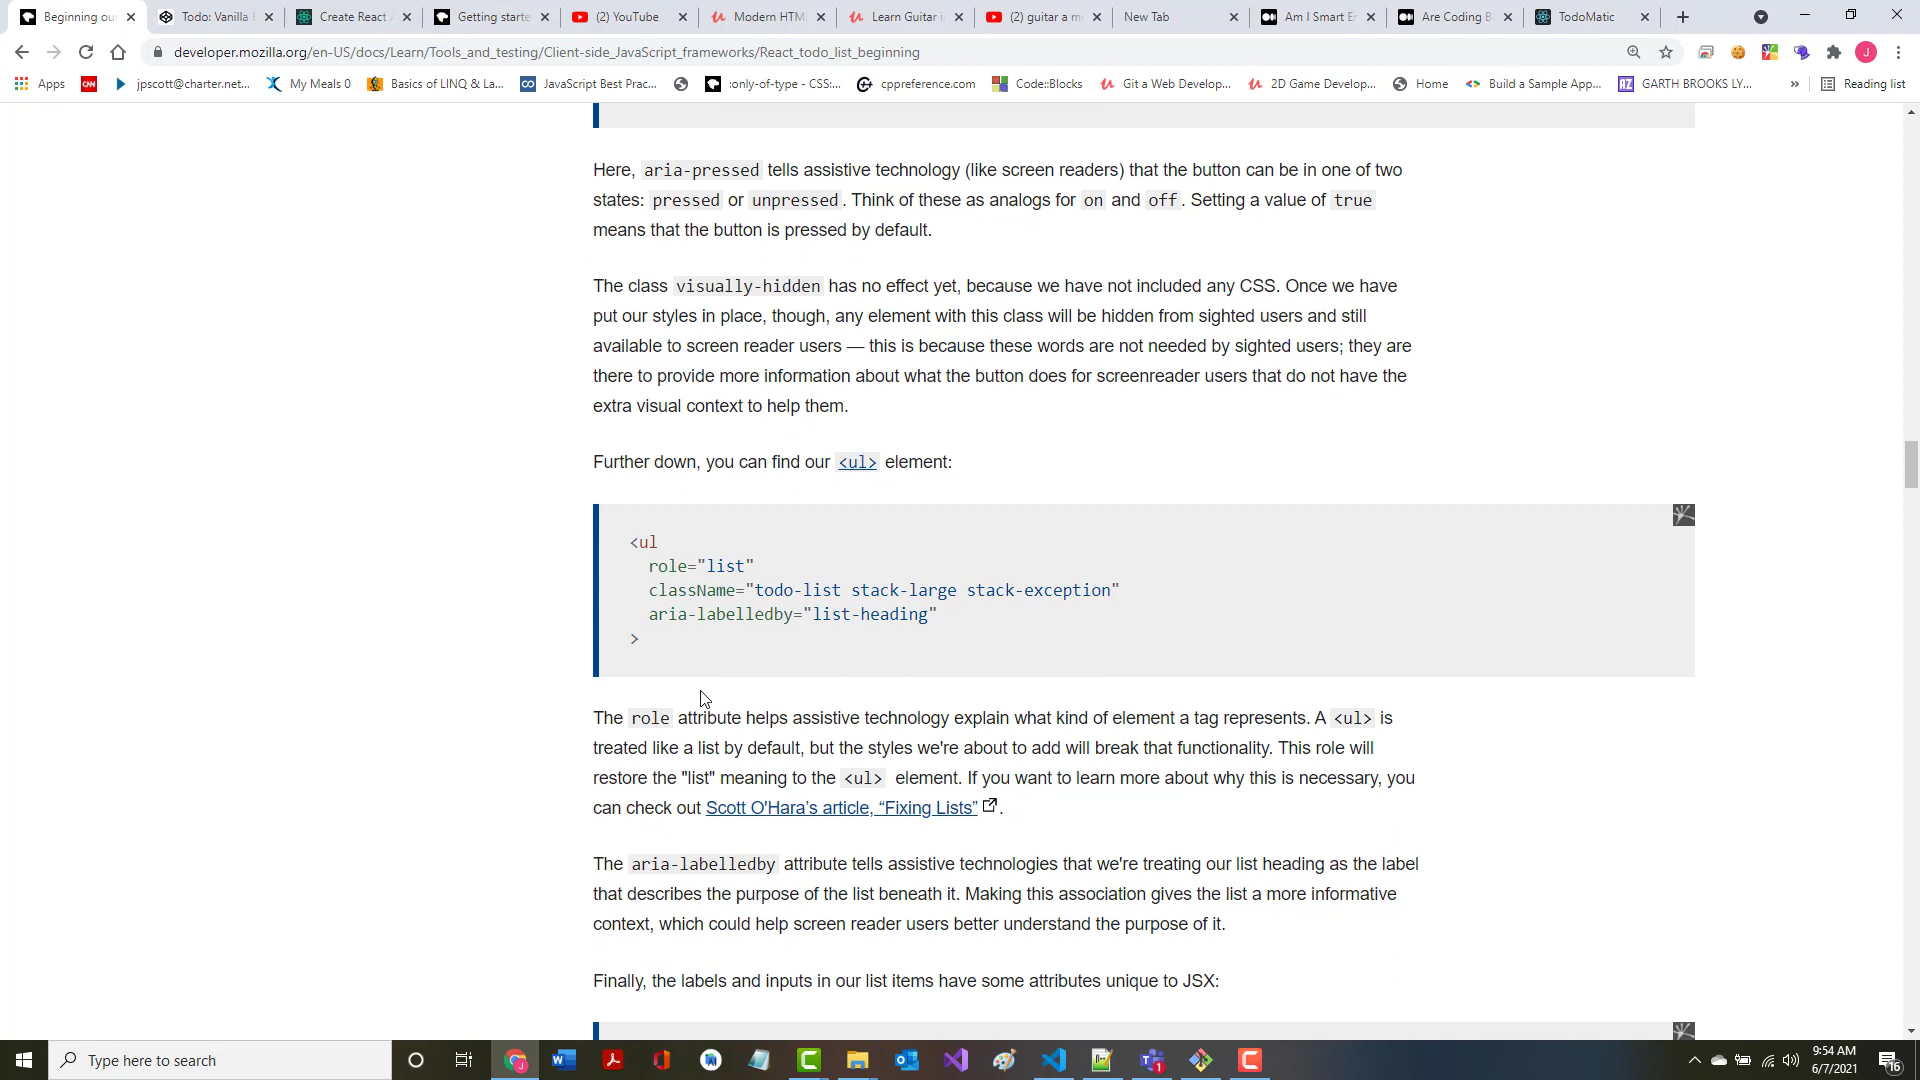 Beginning ou
Todo: Vanilla E
Create React A
Getting starte
(2) YouTube
Modern HTM
Learn Guitar i
(2) guitar a m
New Tab
Am I Smart En
Are Coding B
TodoMatic
developer.mozilla.org/en-US/docs/Learn/Tools_and_testing/Client-side_JavaScript_frameworks/React_todo_list_beginning
J
Apps
CNN
jpscott@charter.net...
My Meals 0
Basics of LINQ & La...
JavaScript Best Prac...
:only-of-type - CSS:...
cppreference.com
Code::Blocks
Git a Web Develop...
2D Game Develop...
Home
Build a Sample App...
AZ
GARTH BROOKS LY...
»
Reading list
Here, aria-pressed tells assistive technology (like screen readers) that the button can be in one of two
states: pressed or unpressed. Think of these as analogs for on and off. Setting a value of true
means that the button is pressed by default.
The class visually-hidden has no effect yet, because we have not included any CSS. Once we have
put our styles in place, though, any element with this class will be hidden from sighted users and still
available to screen reader users — this is because these words are not needed by sighted users; they are
there to provide more information about what the button does for screenreader users that do not have the
extra visual context to help them.
Further down, you can find our <ul> element:
<ul
role="list"
className="todo-list stack-large stack-exception"
aria-labelledby="list-heading"
>
The role attribute helps assistive technology explain what kind of element a tag represents. A <ul> is
treated like a list by default, but the styles we're about to add will break that functionality. This role will
restore the "list" meaning to the <ul> element. If you want to learn more about why this is necessary, you
can check out Scott O'Hara’s article, “Fixing Lists” .
The aria-labelledby attribute tells assistive technologies that we're treating our list heading as the label
that describes the purpose of the list beneath it. Making this association gives the list a more informative
context, which could help screen reader users better understand the purpose of it.
Finally, the labels and inputs in our list items have some attributes unique to JSX:
Type here to search
9:54 AM
6/7/2021
16